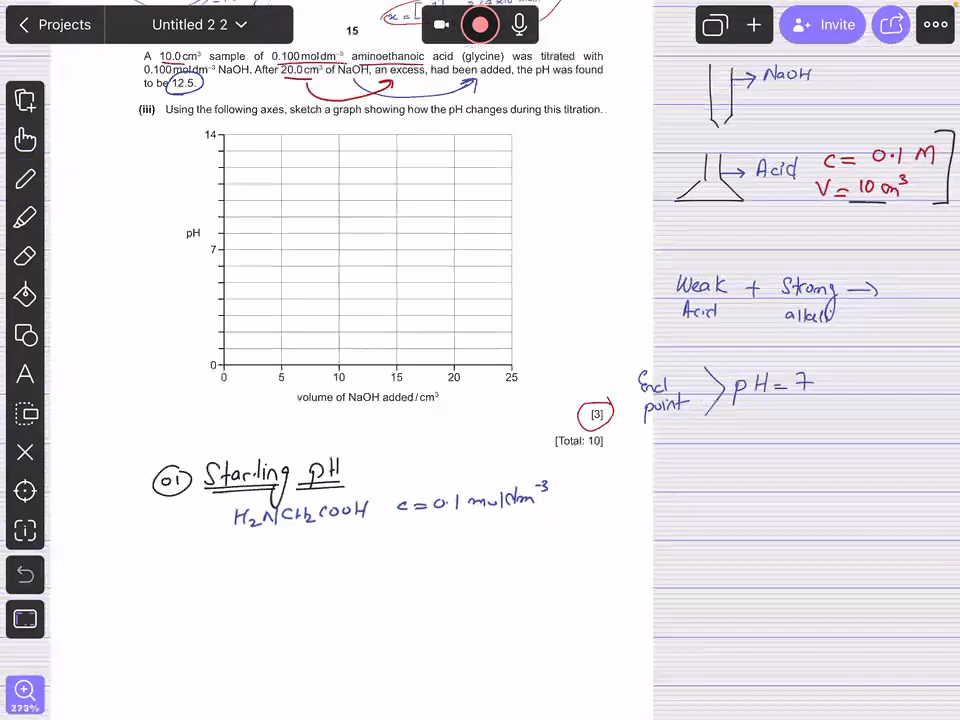 Projects
Untitled 2 2
Invite
15
A 10.0 cm³ sample of 0.100 mol dm⁻³ aminoethanoic acid (glycine) was titrated with
0.100 mol dm⁻³ NaOH. After 20.0 cm³ of NaOH, an excess, had been added, the pH was found
to be 12.5.
(iii) Using the following axes, sketch a graph showing how the pH changes during this titration.
14
pH
7
0
0 5 10 15 20 25
volume of NaOH added / cm³
[3]
[Total: 10]
01 Starting pH
H₂NCH₂COOH c = 0.1 mol/dm⁻³
NaOH
Acid
c = 0.1 M
V = 10 cm³
Weak + Strong →
Acid alkali
End
point
pH = 7
A
273%